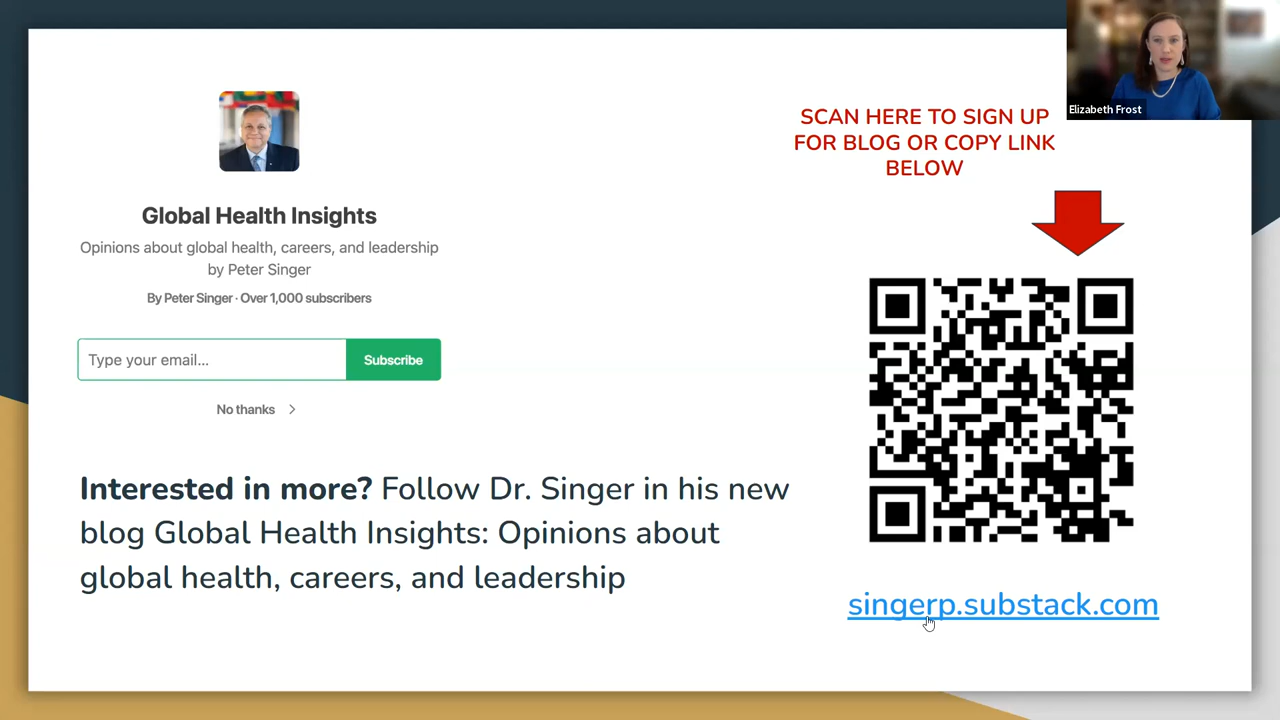 Elizabeth Frost
SCAN HERE TO SIGN UP
FOR BLOG OR COPY LINK
BELOW
Global Health Insights
Opinions about global health, careers, and leadership
by Peter Singer
By Peter Singer · Over 1,000 subscribers
Type your email...
Subscribe
No thanks
Interested in more? Follow Dr. Singer in his new
blog Global Health Insights: Opinions about
global health, careers, and leadership
singerp.substack.com